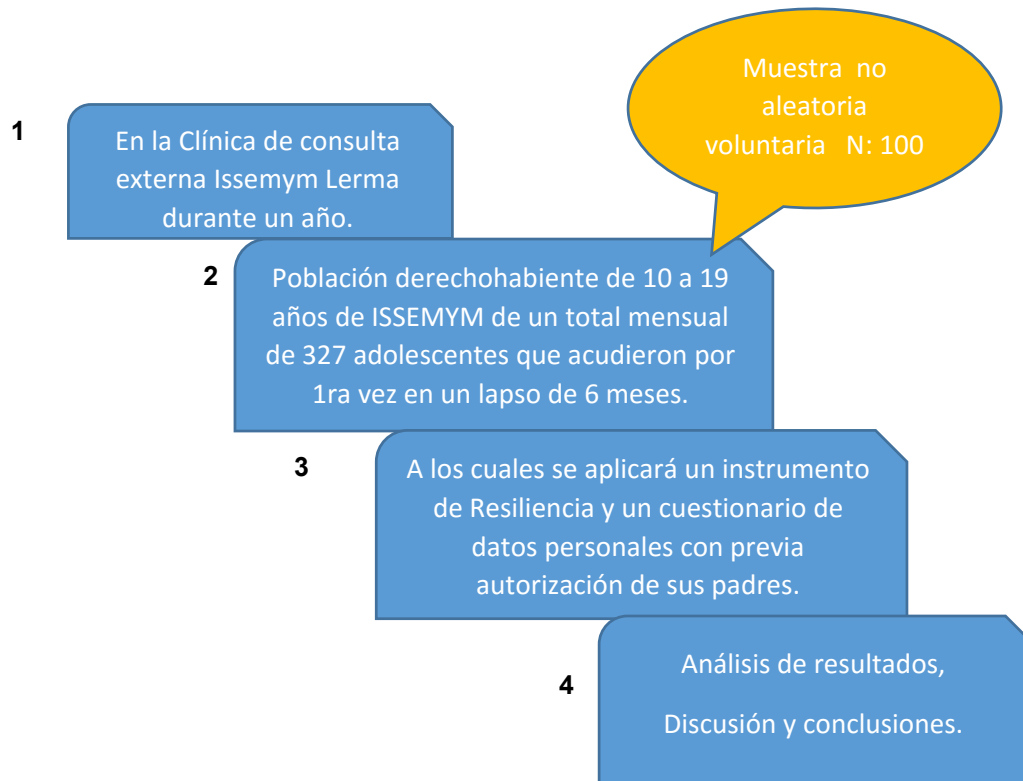 Muestra no
aleatoria
voluntaria N: 100
1
En la Clínica de consulta
externa Issemym Lerma
durante un año.
2
Población derechohabiente de 10 a 19
años de ISSEMYM de un total mensual
de 327 adolescentes que acudieron por
1ra vez en un lapso de 6 meses.
3
A los cuales se aplicará un instrumento
de Resiliencia y un cuestionario de
datos personales con previa
autorización de sus padres.
4
Análisis de resultados,
Discusión y conclusiones.